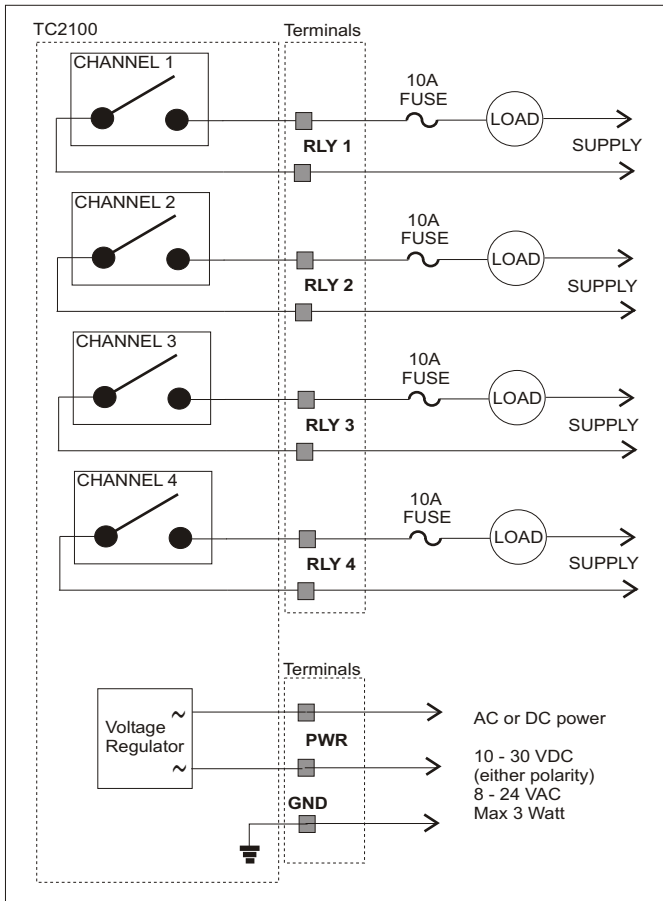 TC2100
Terminals
CHANNEL 1
10A
FUSE
LOAD
RLY 1
SUPPLY
CHANNEL 2
10A
FUSE
LOAD
RLY 2
SUPPLY
CHANNEL 3
10A
FUSE
LOAD
RLY 3
SUPPLY
CHANNEL 4
10A
FUSE
LOAD
RLY 4
SUPPLY
Terminals
Voltage
Regulator
~
~
PWR
GND
AC or DC power
10 - 30 VDC
(either polarity)
8 - 24 VAC
Max 3 Watt